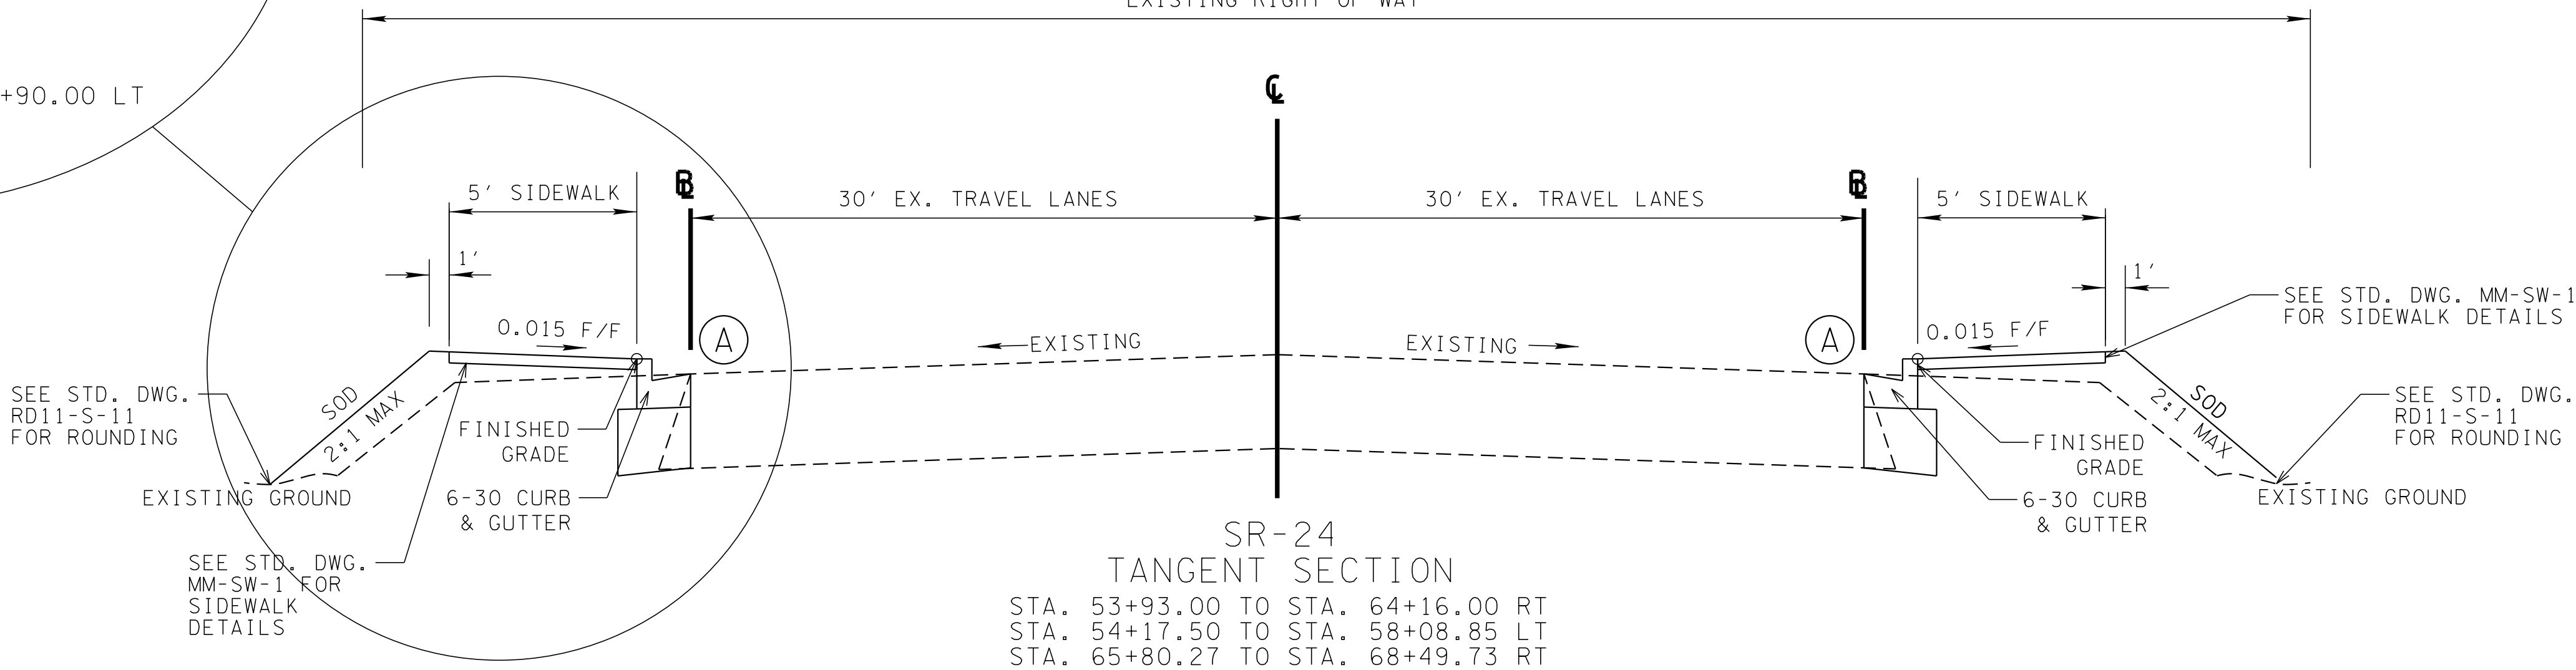 EXISTING RIGHT OF WAY
+90.00 LT
℄
5' SIDEWALK
30' EX. TRAVEL LANES
30' EX. TRAVEL LANES
5' SIDEWALK
1'
1'
0.015 F/F
A
EXISTING
EXISTING
A
0.015 F/F
SEE STD. DWG. MM-SW-1
FOR SIDEWALK DETAILS
SEE STD. DWG.
RD11-S-11
FOR ROUNDING
SOD
2:1 MAX
FINISHED
GRADE
EXISTING GROUND
6-30 CURB
& GUTTER
SEE STD. DWG.
MM-SW-1 FOR
SIDEWALK
DETAILS
SOD
2:1 MAX
SEE STD. DWG.
RD11-S-11
FOR ROUNDING
FINISHED
GRADE
EXISTING GROUND
6-30 CURB
& GUTTER
SR-24
TANGENT SECTION
STA. 53+93.00 TO STA. 64+16.00 RT
STA. 54+17.50 TO STA. 58+08.85 LT
STA. 65+80.27 TO STA. 68+49.73 RT